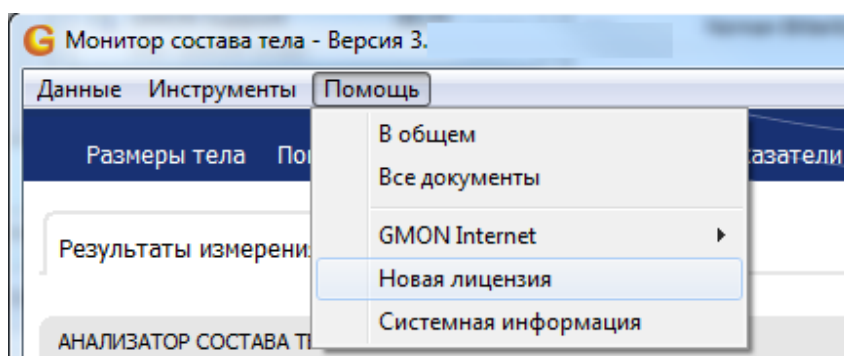 Монитор состава тела - Версия 3.
Данные Инструменты Помощь
В общем
Все документы
GMON Internet
Новая лицензия
Системная информация
Размеры тела
Результаты измерени
АНАЛИЗАТОР СОСТАВА